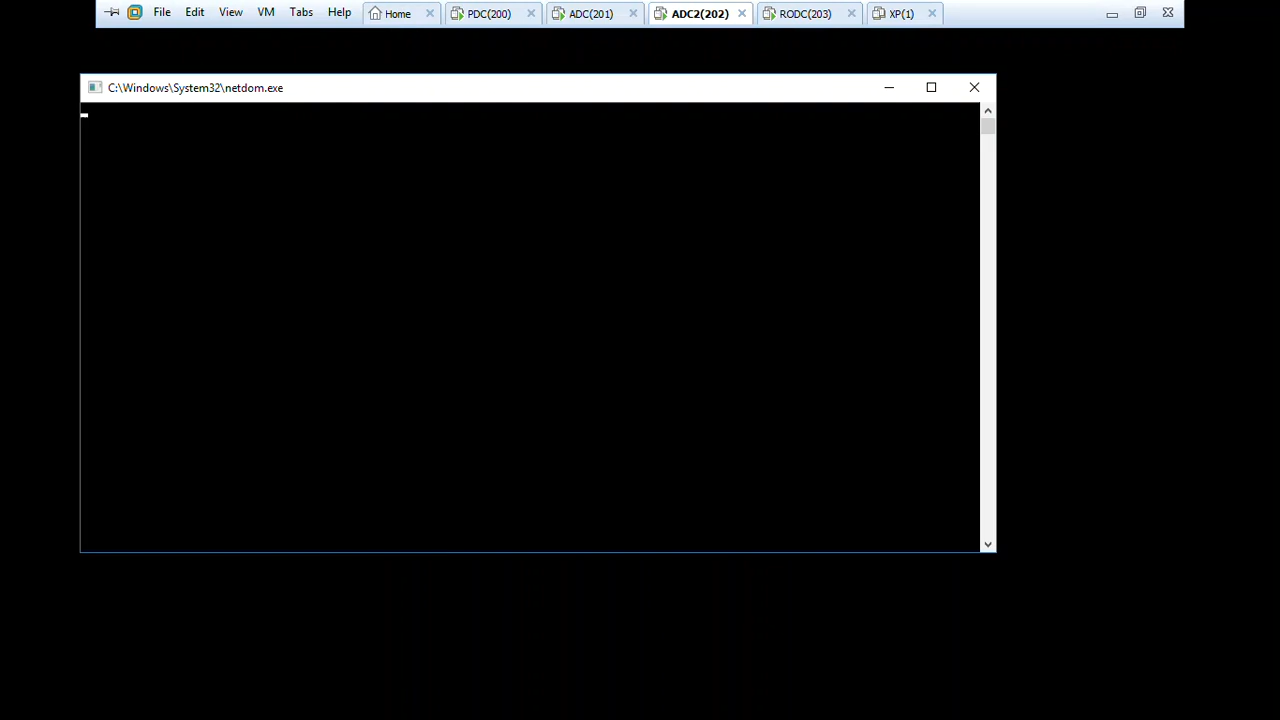 File Edit View VM Tabs Help Home PDC(200) ADC(201) ADC2(202) RODC(203) XP(1)
C:\Windows\System32\netdom.exe